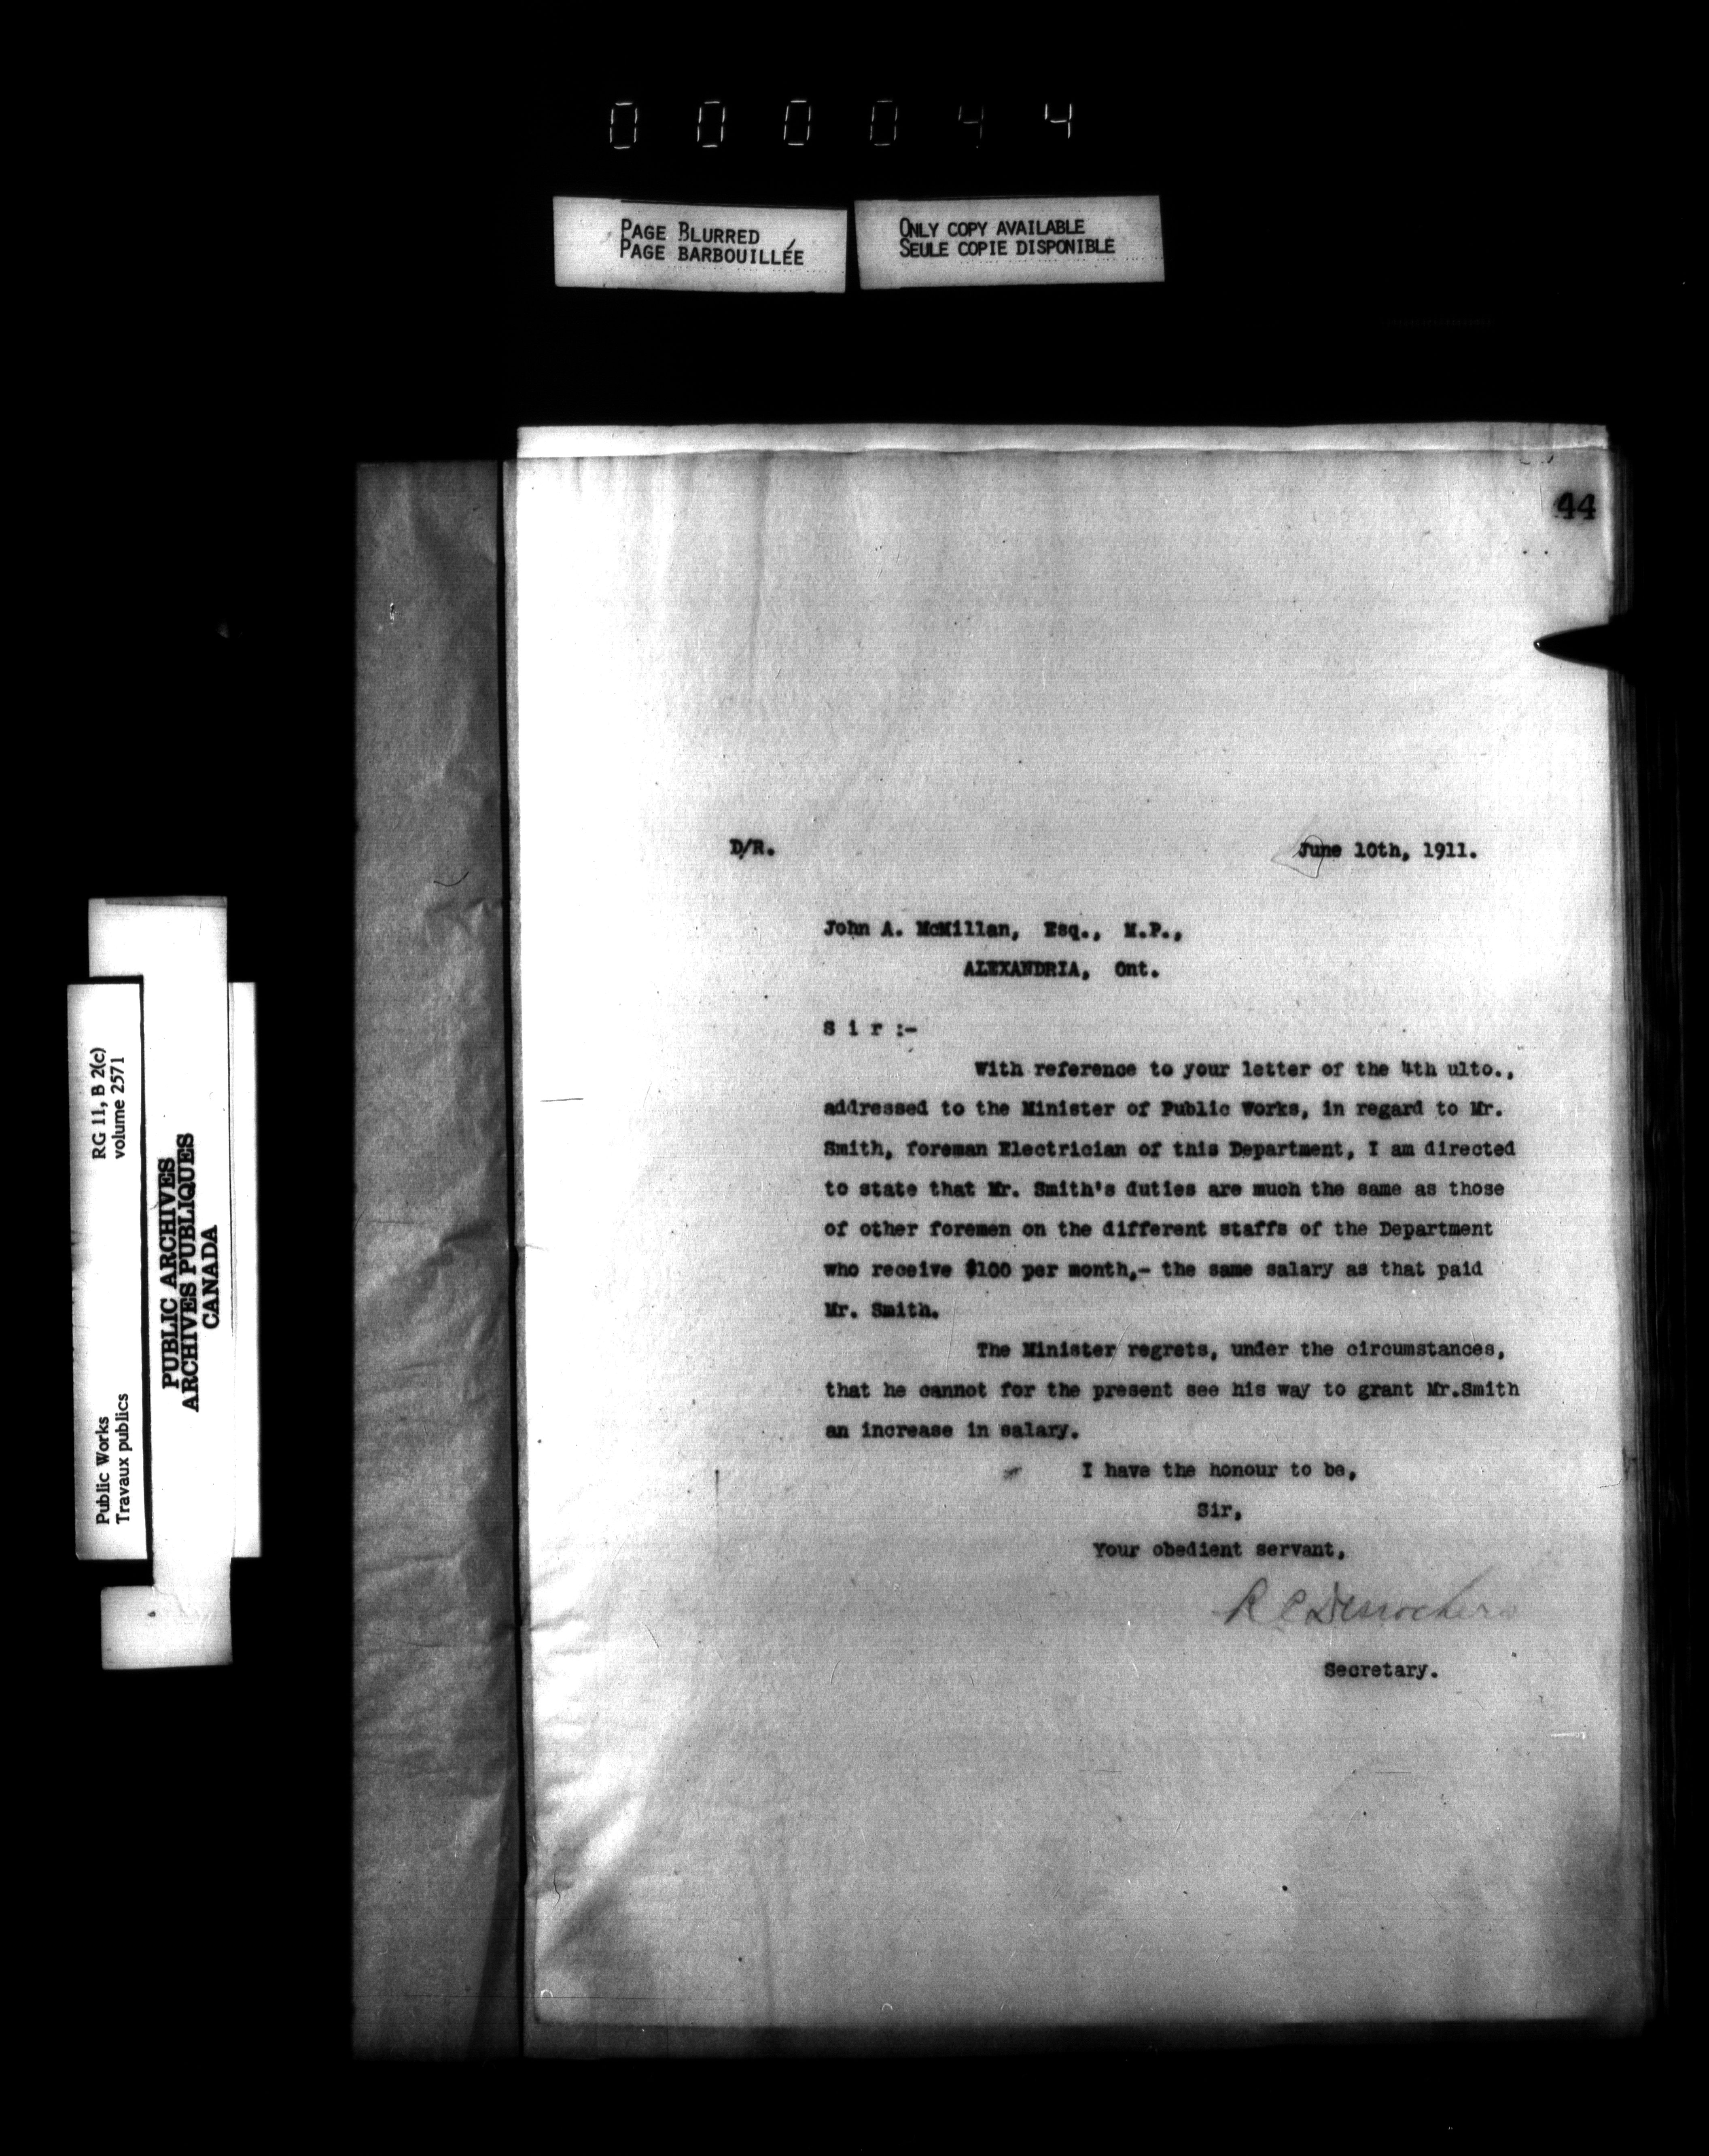 000044
PAGE BLURRED
PAGE BARBOUILLÉE
ONLY COPY AVAILABLE
SEULE COPIE DISPONIBLE
44
D/R.
June 10th, 1911.
John A. McMillan, Esq., M.P.,
ALEXANDRIA, Ont.
S i r :-
With reference to your letter of the 4th ulto.,
addressed to the Minister of Public Works, in regard to Mr.
Smith, foreman Electrician of this Department, I am directed
to state that Mr. Smith's duties are much the same as those
of other foremen on the different staffs of the Department
who receive $100 per month,- the same salary as that paid
Mr. Smith.
The Minister regrets, under the circumstances,
that he cannot for the present see his way to grant Mr.Smith
an increase in salary.
I have the honour to be,
Sir,
Your obedient servant,
R C Desrochers
Secretary.
Public Works
Travaux publics
RG 11, B 2(c)
volume 2571
PUBLIC ARCHIVES
ARCHIVES PUBLIQUES
CANADA